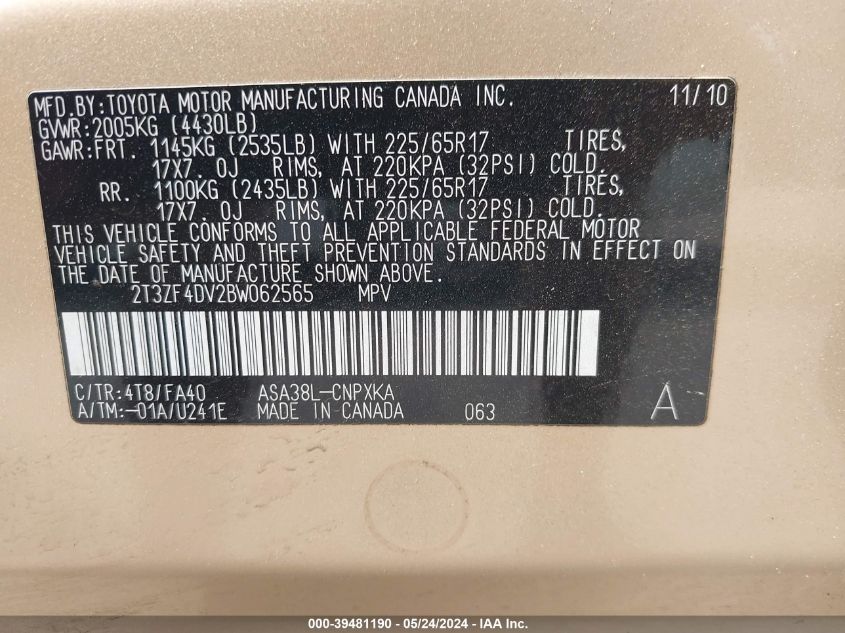 MFD.BY:TOYOTA MOTOR MANUFACTURING CANADA INC. 11/10
GVWR:2005KG (4430LB)
GAWR:FRT. 1145KG (2535LB) WITH 225/65R17 TIRES,
17X7.0J RIMS, AT 220KPA (32PSI) COLD.
RR. 1100KG (2435LB) WITH 225/65R17 TIRES,
17X7.0J RIMS, AT 220KPA (32PSI) COLD.
THIS VEHICLE CONFORMS TO ALL APPLICABLE FEDERAL MOTOR
VEHICLE SAFETY AND THEFT PREVENTION STANDARDS IN EFFECT ON
THE DATE OF MANUFACTURE SHOWN ABOVE.
2T3ZF4DV2BW062565 MPV
C/TR:4T8/FA40 ASA38L-CNPXKA
A/TM:-01A/U241E MADE IN CANADA 063 A
000-39481190 - 05/24/2024 - IAA Inc.